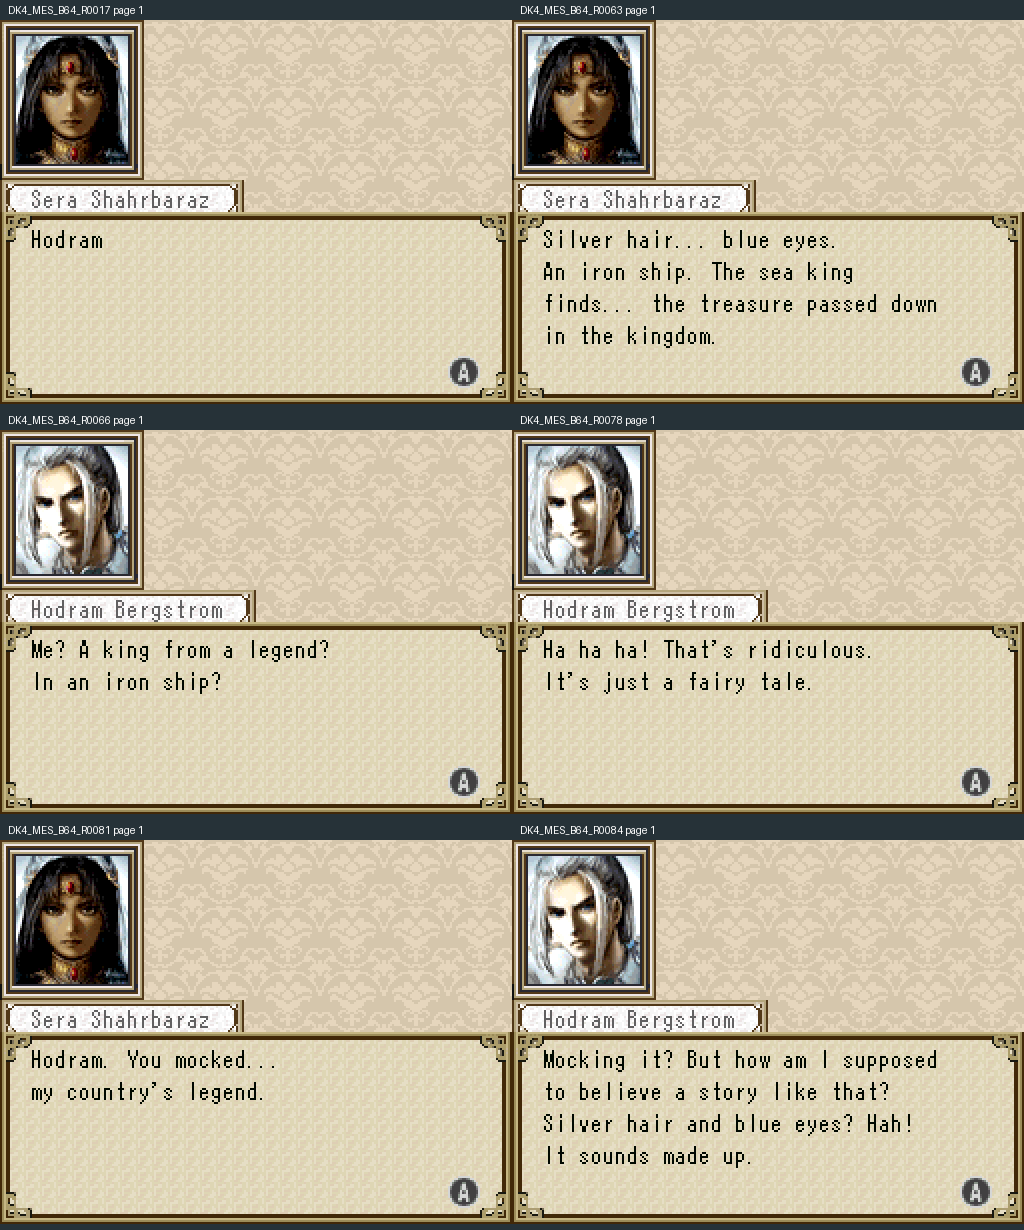 DK4_MES_B64_R0017 page 1
Sera Shahrbaraz
Hodram
A
DK4_MES_B64_R0063 page 1
Sera Shahrbaraz
Silver hair... blue eyes.
An iron ship. The sea king
finds... the treasure passed down
in the kingdom.
A
DK4_MES_B64_R0066 page 1
Hodram Bergstrom
Me? A king from a legend?
In an iron ship?
A
DK4_MES_B64_R0078 page 1
Hodram Bergstrom
Ha ha ha! That's ridiculous.
It's just a fairy tale.
A
DK4_MES_B64_R0081 page 1
Sera Shahrbaraz
Hodram. You mocked...
my country's legend.
A
DK4_MES_B64_R0084 page 1
Hodram Bergstrom
Mocking it? But how am I supposed
to believe a story like that?
Silver hair and blue eyes? Hah!
It sounds made up.
A